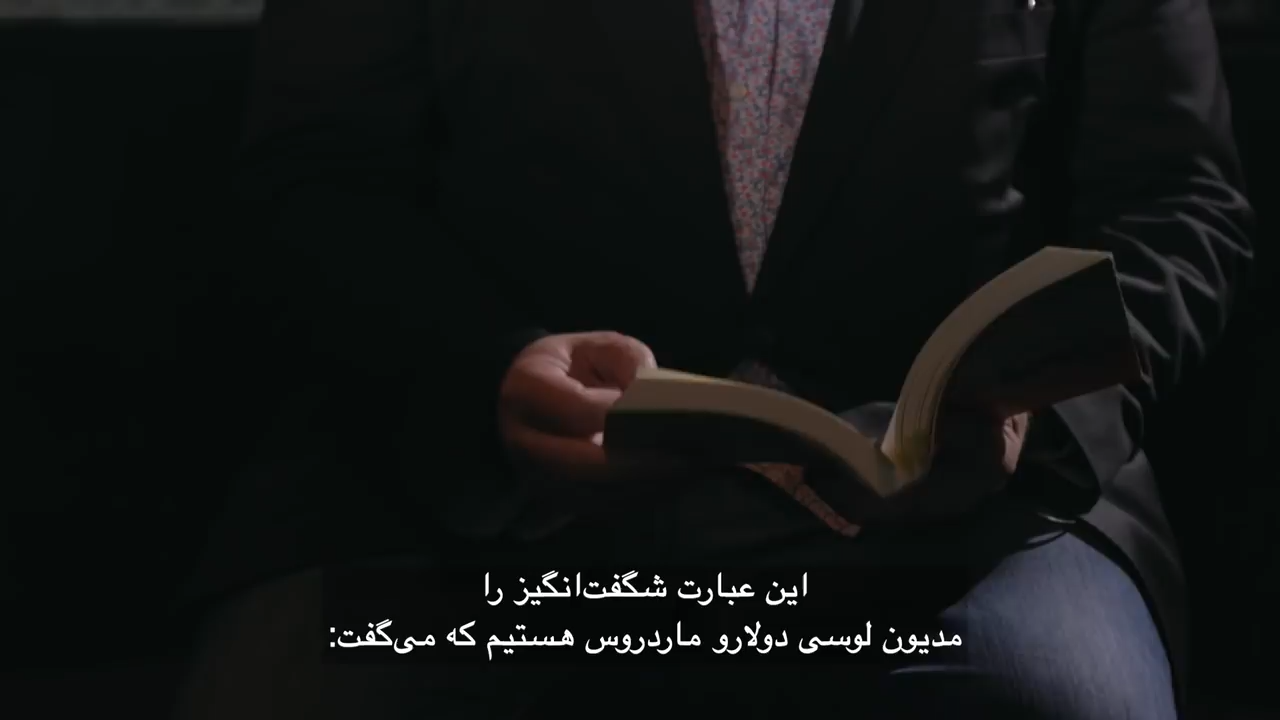 این عبارت شگفت‌انگیز را
مدیون لوسی دولارو ماردروس هستیم که می‌گفت: